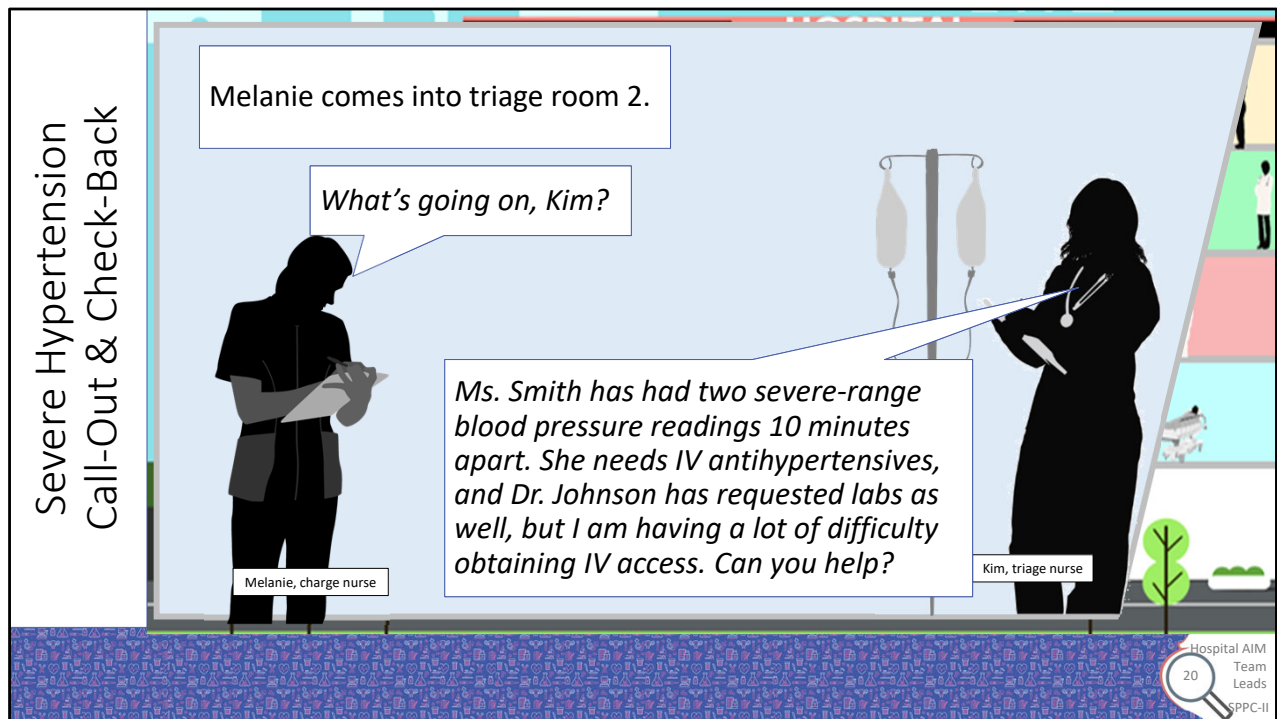 HOSPITAL
Severe Hypertension
Call-Out & Check-Back
Melanie comes into triage room 2.
What's going on, Kim?
Ms. Smith has had two severe-range
blood pressure readings 10 minutes
apart. She needs IV antihypertensives,
and Dr. Johnson has requested labs as
well, but I am having a lot of difficulty
obtaining IV access. Can you help?
Melanie, charge nurse
Kim, triage nurse
Hospital AIM
Team
Leads
SPPC-II
20